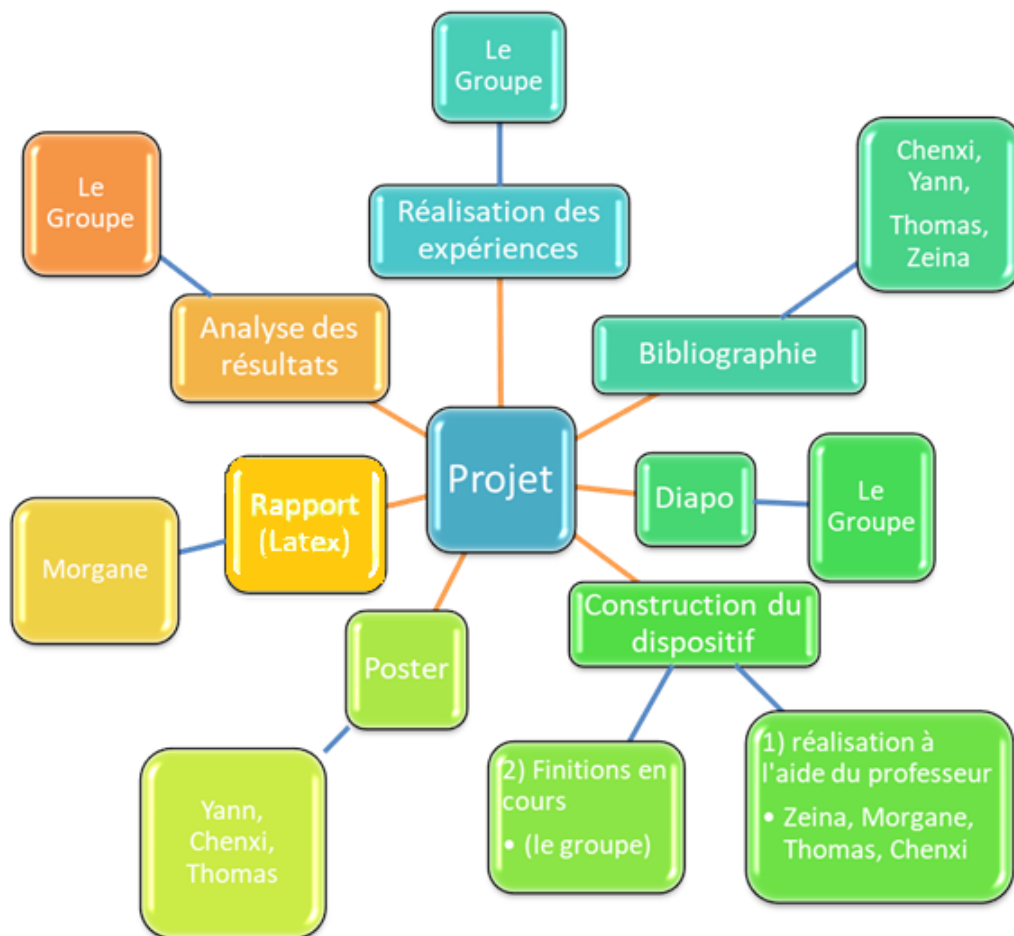 Le
Groupe
Réalisation des
expériences
Chenxi,
Yann,
Thomas,
Zeina
Bibliographie
Le
Groupe
Analyse des
résultats
Projet
Diapo
Le
Groupe
Rapport
(Latex)
Morgane
Construction du
dispositif
Poster
Yann,
Chenxi,
Thomas
2) Finitions en
cours
• (le groupe)
1) réalisation à
l'aide du professeur
• Zeina, Morgane,
Thomas, Chenxi